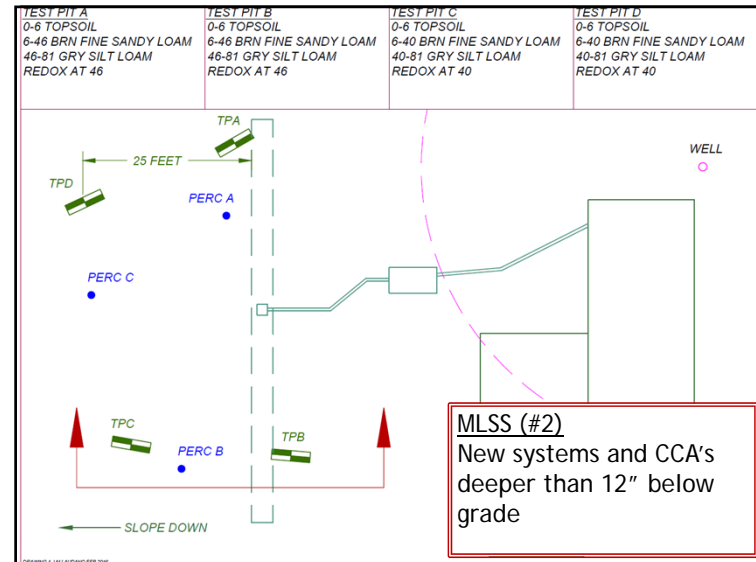 TEST PIT A
0-6 TOPSOIL
6-46 BRN FINE SANDY LOAM
46-81 GRY SILT LOAM
REDOX AT 46
TEST PIT B
0-6 TOPSOIL
6-46 BRN FINE SANDY LOAM
46-81 GRY SILT LOAM
REDOX AT 46
TEST PIT C
0-6 TOPSOIL
6-40 BRN FINE SANDY LOAM
40-81 GRY SILT LOAM
REDOX AT 40
TEST PIT D
0-6 TOPSOIL
6-40 BRN FINE SANDY LOAM
40-81 GRY SILT LOAM
REDOX AT 40
TPA
WELL
25 FEET
TPD
PERC A
PERC C
TPC
PERC B
TPB
SLOPE DOWN
MLSS (#2)
New systems and CCA's
deeper than 12" below
grade